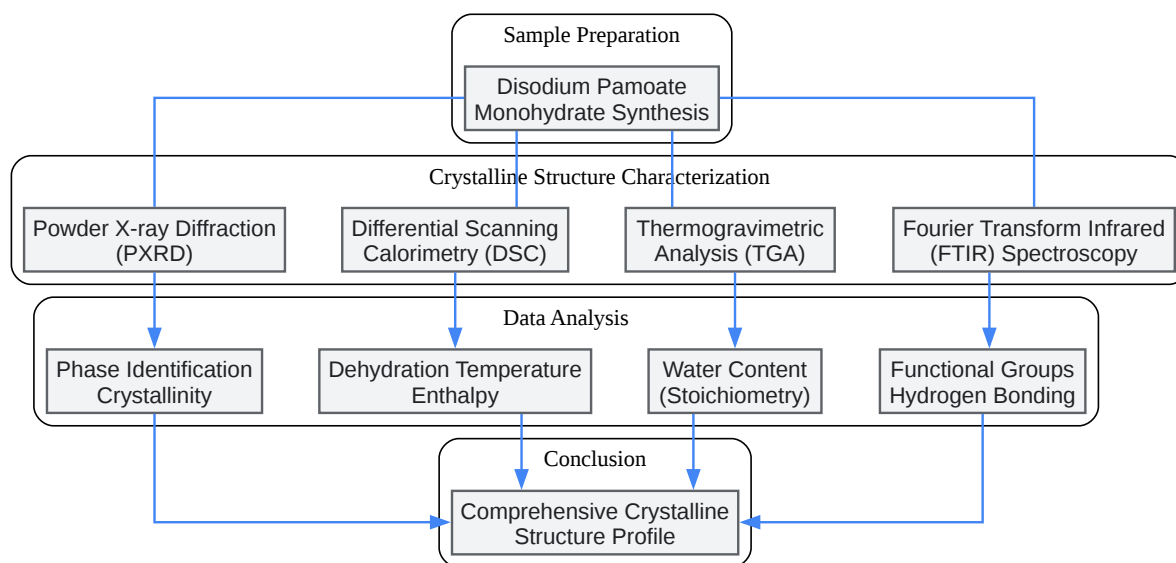 Sample Preparation
Disodium Pamoate
Monohydrate Synthesis
Crystalline Structure Characterization
Powder X-ray Diffraction
(PXRD)
Differential Scanning
Calorimetry (DSC)
Thermogravimetric
Analysis (TGA)
Fourier Transform Infrared
(FTIR) Spectroscopy
Data Analysis
Phase Identification
Crystallinity
Dehydration Temperature
Enthalpy
Water Content
(Stoichiometry)
Functional Groups
Hydrogen Bonding
Conclusion
Comprehensive Crystalline
Structure Profile